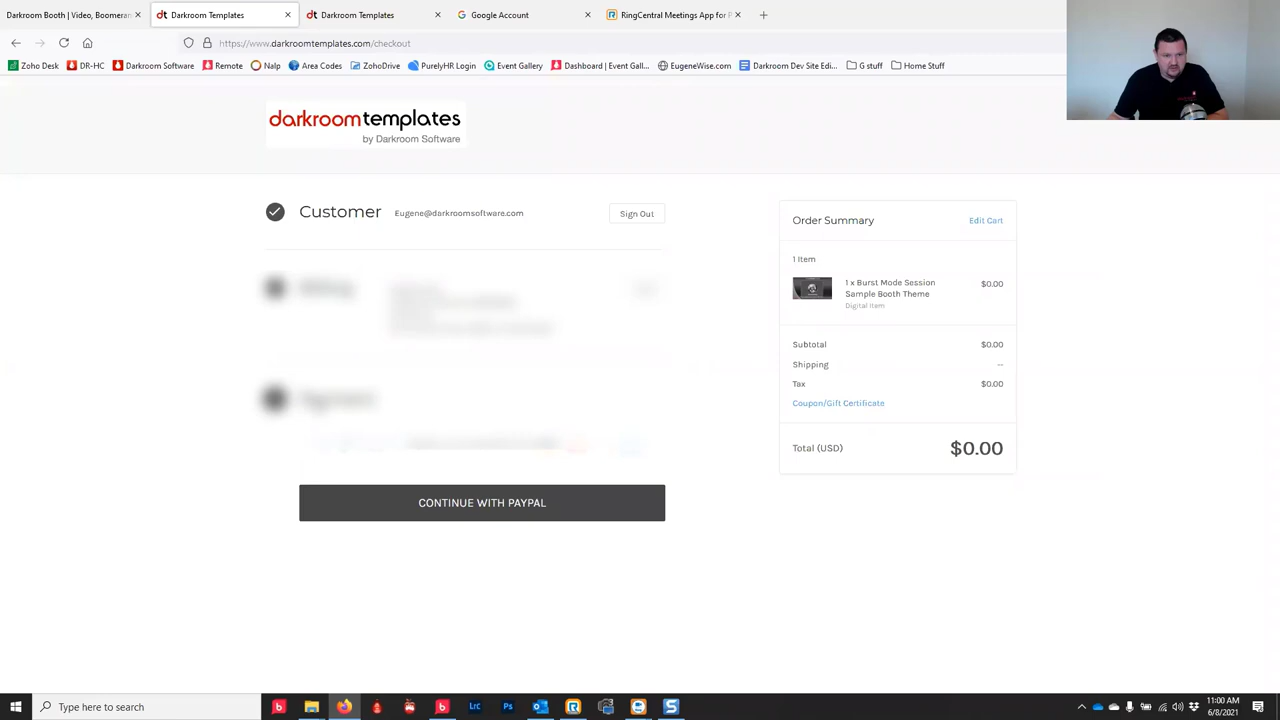 Darkroom Booth | Video, Boomeran
Darkroom Templates
Darkroom Templates
Google Account
RingCentral Meetings App for P
https://www.darkroomtemplates.com/checkout
Zoho Desk
DR-HC
Darkroom Software
Remote
Nalp
Area Codes
ZohoDrive
PurelyHR Login
Event Gallery
Dashboard | Event Gall...
EugeneWise.com
Darkroom Dev Site Edi...
G stuff
Home Stuff
darkroomtemplates
by Darkroom Software
Customer
Eugene@darkroomsoftware.com
Sign Out
CONTINUE WITH PAYPAL
Order Summary
Edit Cart
1 Item
1 x Burst Mode Session $0.00
Sample Booth Theme
Digital Item
Subtotal $0.00
Shipping --
Tax $0.00
Coupon/Gift Certificate
Total (USD) $0.00
Type here to search
11:00 AM
6/8/2021